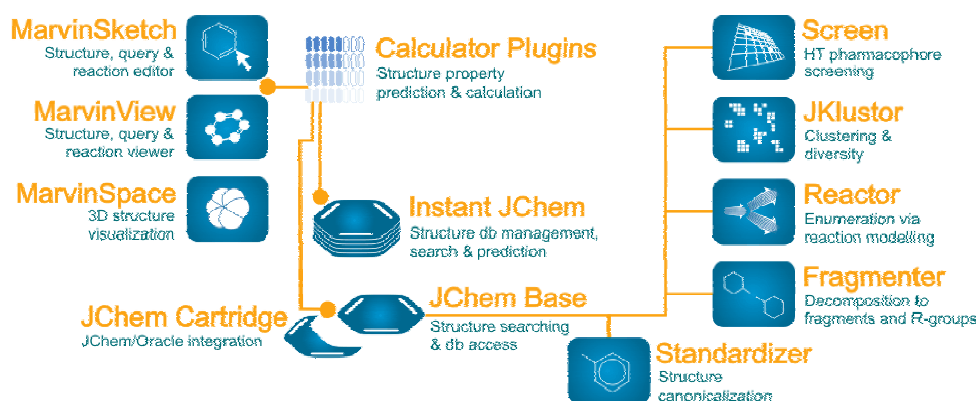 MarvinSketch
Structure, query &
reaction editor
MarvinView
Structure, query &
reaction viewer
MarvinSpace
3D structure
visualization
JChem Cartridge
JChem/Oracle integration
Calculator Plugins
Structure property
prediction & calculation
Instant JChem
Structure db management,
search & prediction
JChem Base
Structure searching
& db access
Standardizer
Structure
canonicalization
Screen
HT pharmacophore
screening
JKlustor
Clustering &
diversity
Reactor
Enumeration via
reaction modelling
Fragmenter
Decomposition to
fragments and R-groups